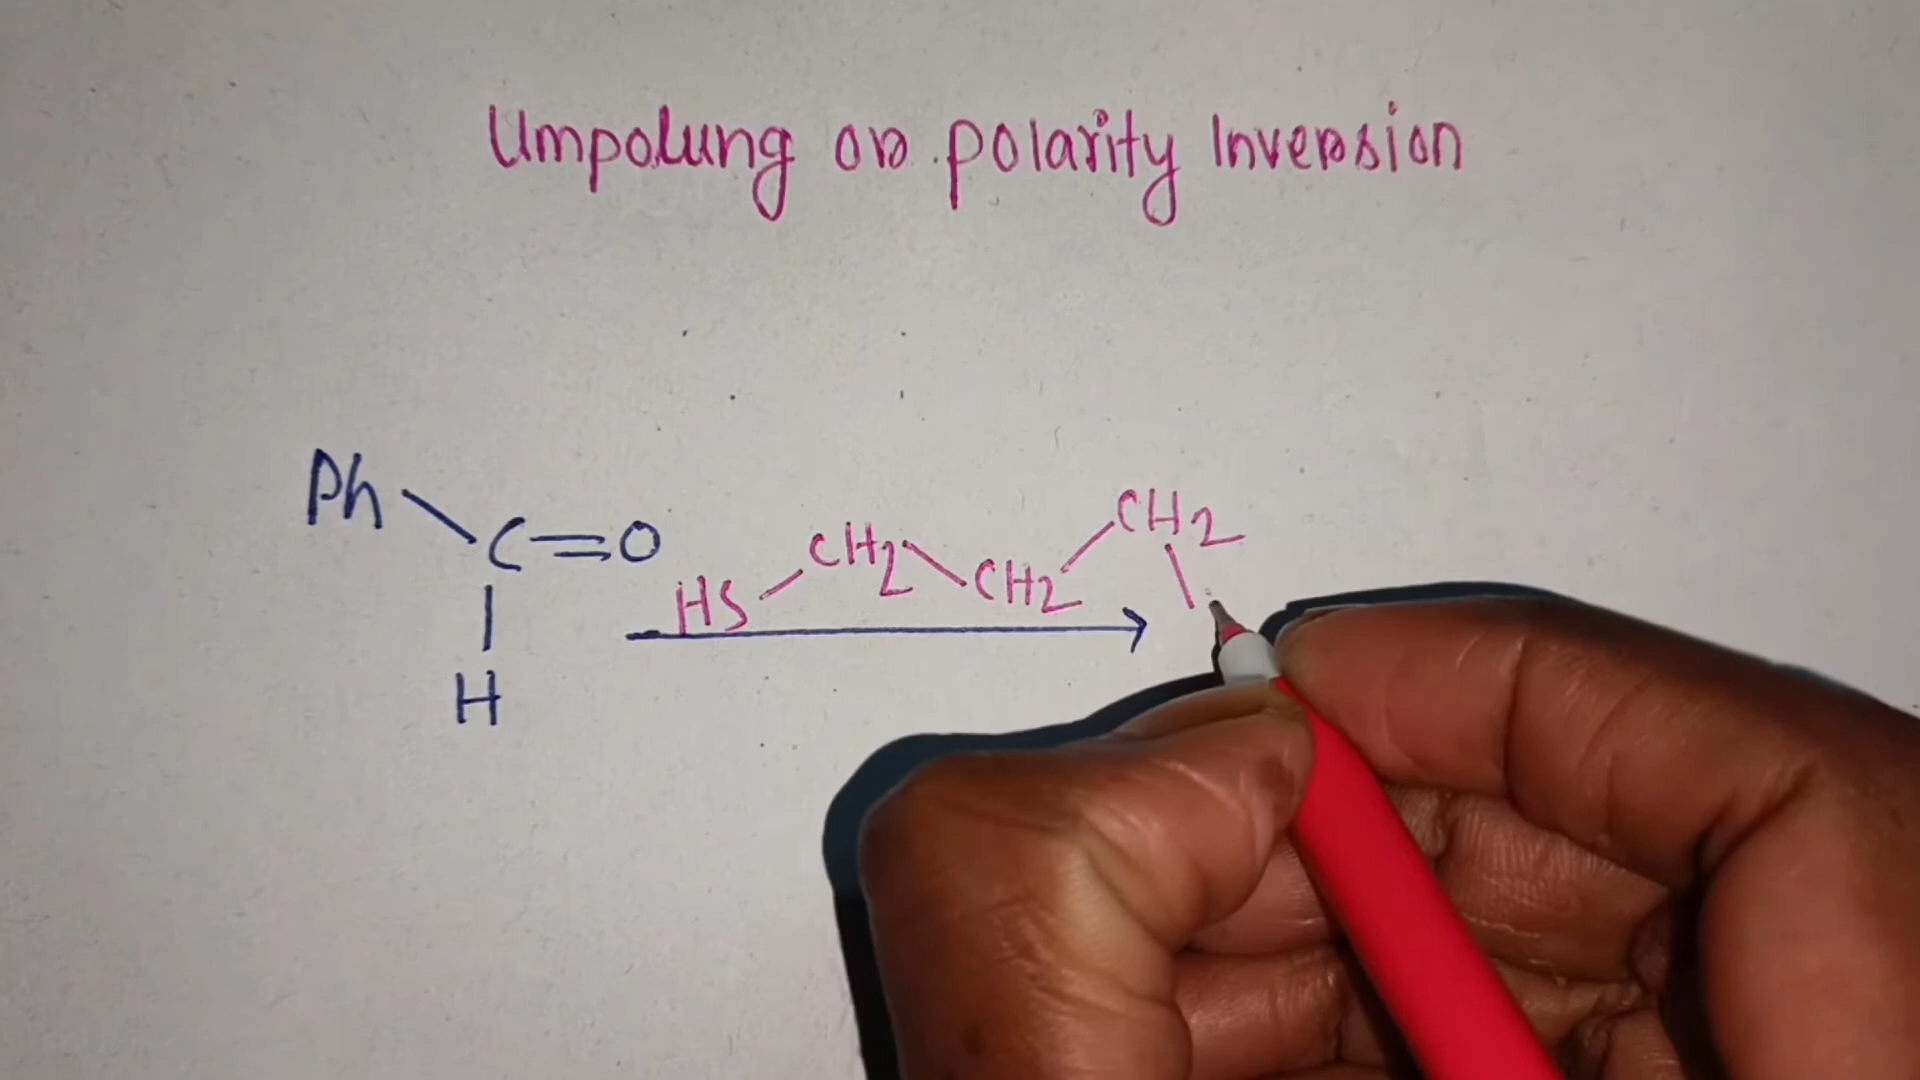 Umpolung or polarity Inversion
Ph
C=O
H
HS CH2 CH2 CH2